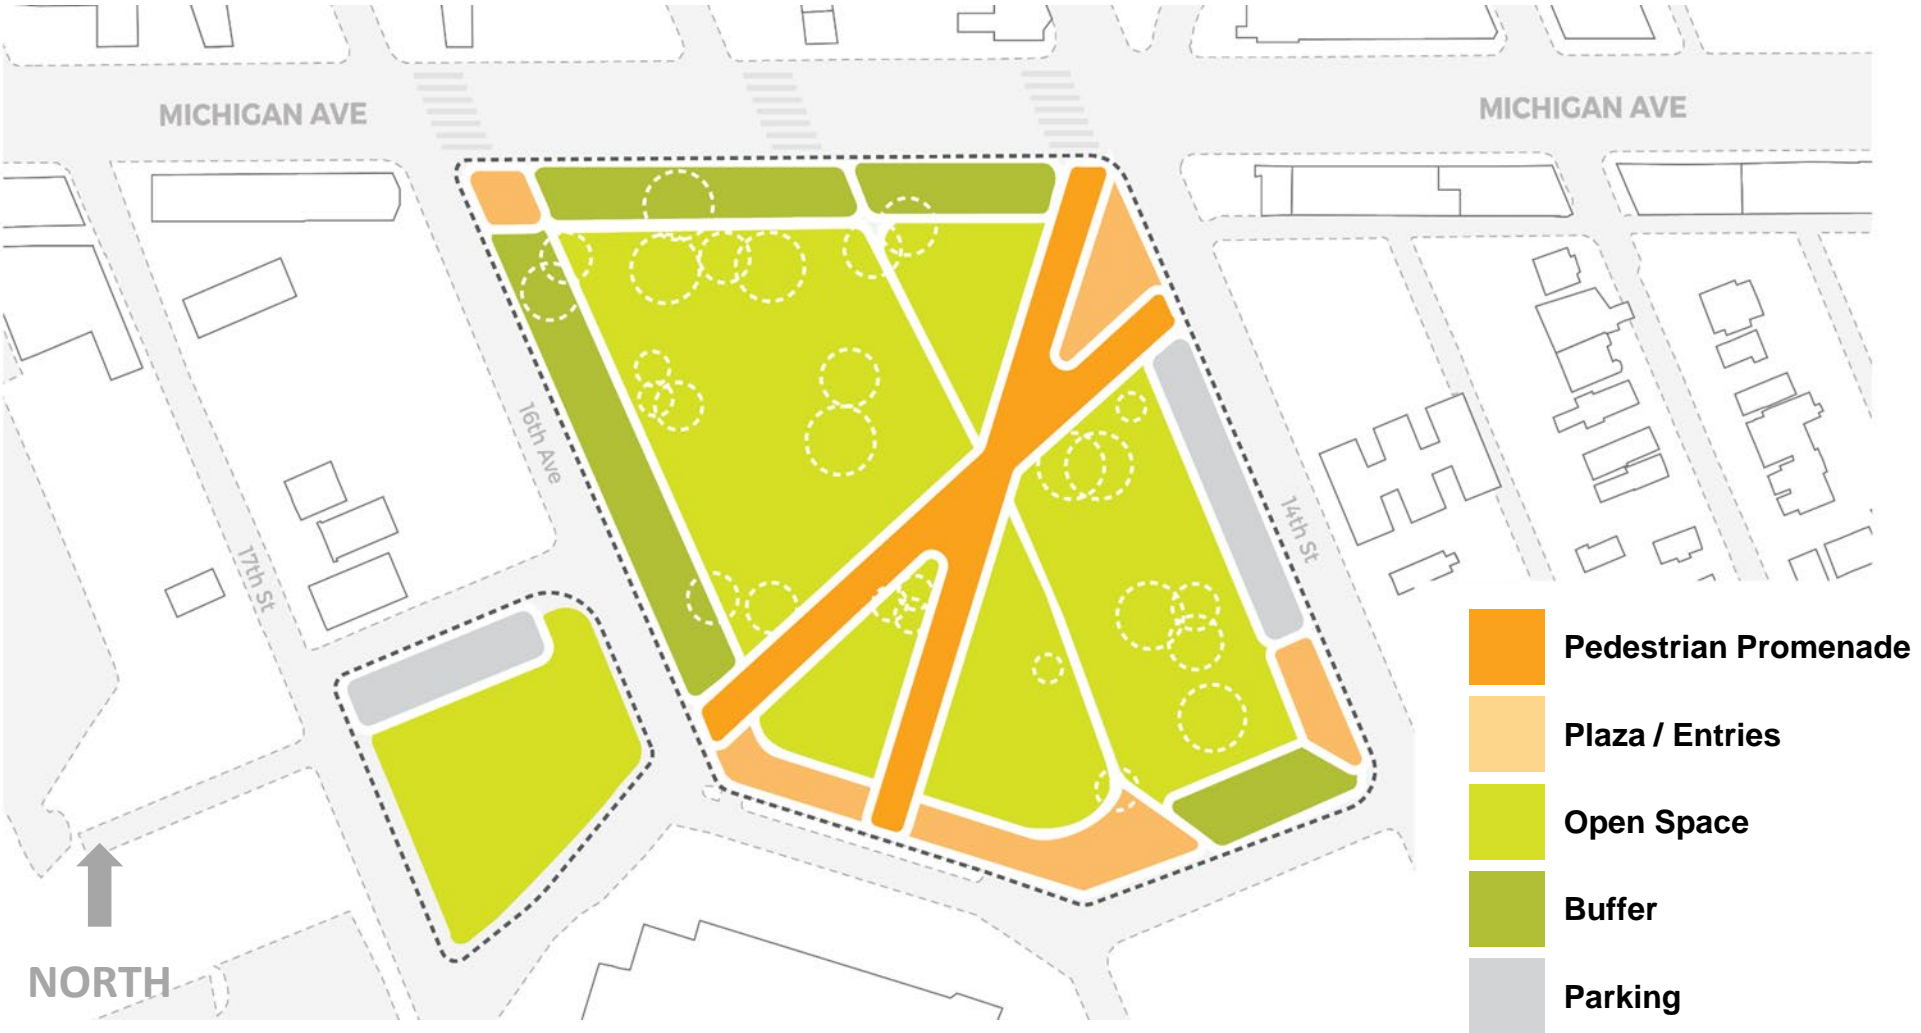 MICHIGAN AVE
MICHIGAN AVE
16th Ave
14th St
17th St
Pedestrian Promenade
Plaza / Entries
Open Space
Buffer
Parking
NORTH